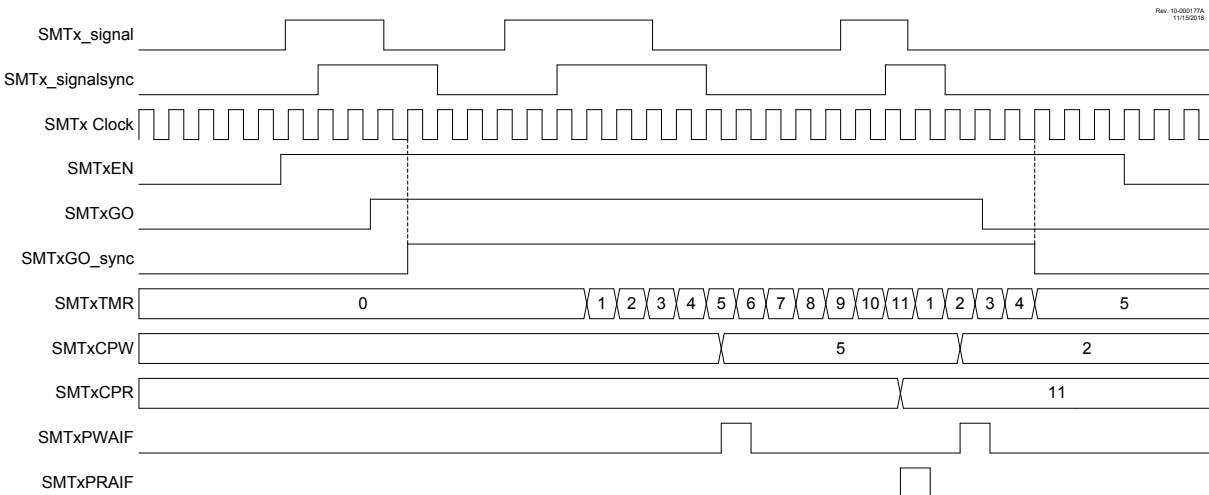 Rev. 10-000177A
11/15/2018
SMTx_signal
SMTx_signalsync
SMTx Clock
SMTxEN
SMTxGO
SMTxGO_sync
SMTxTMR 0 1 2 3 4 5 6 7 8 9 10 11 1 2 3 4 5
SMTxCPW 5 2
SMTxCPR 11
SMTxPWAIF
SMTxPRAIF